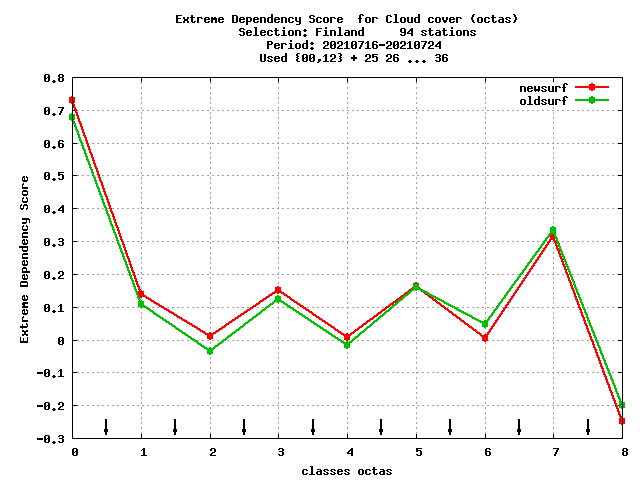 Extreme Dependency Score  for Cloud cover (octas)
Selection: Finland     94 stations
Period: 20210716-20210724
Used {00,12} + 25 26 ... 36
newsurf
oldsurf
0.8
0.7
0.6
0.5
0.4
0.3
0.2
0.1
0
-0.1
-0.2
-0.3
Extreme Dependency Score
0 1 2 3 4 5 6 7 8
classes octas